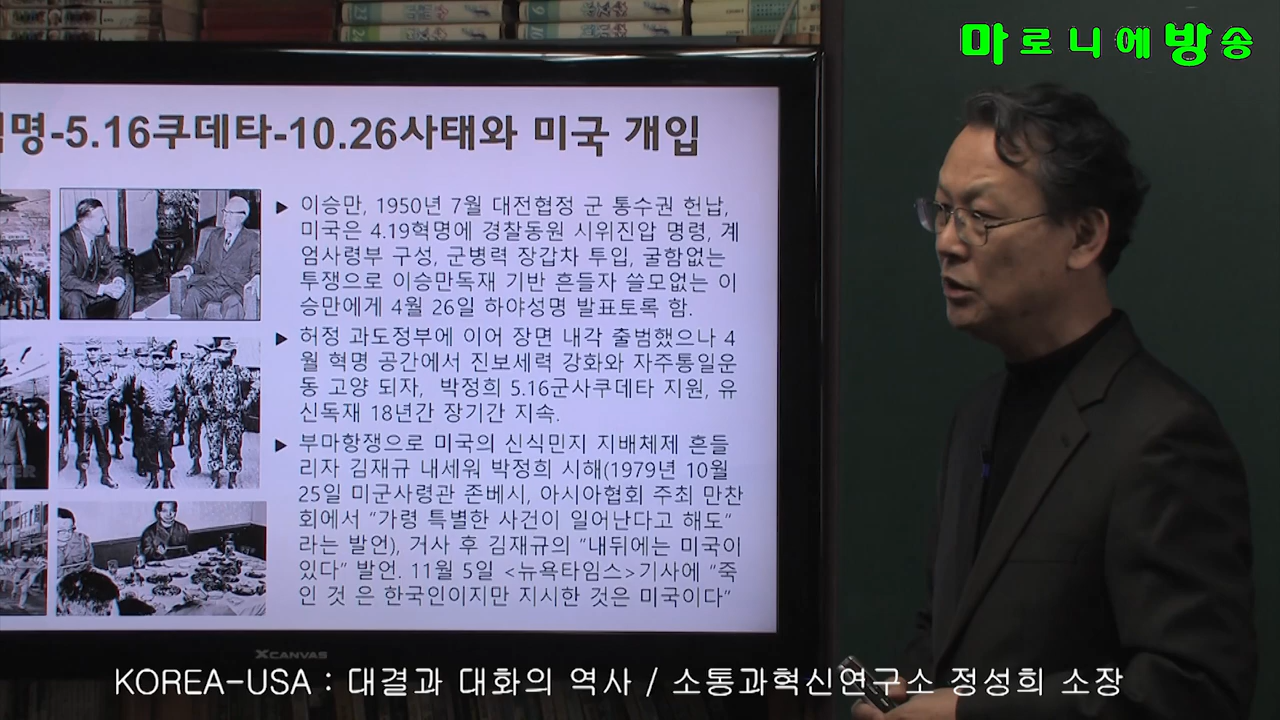 마로니에방송
명-5.16쿠데타-10.26사태와 미국 개입
▶ 이승만, 1950년 7월 대전협정 군 통수권 헌납,
미국은 4.19혁명에 경찰동원 시위진압 명령, 계
엄사령부 구성, 군병력 장갑차 투입, 굴함없는
투쟁으로 이승만독재 기반 흔들자 쓸모없는 이
승만에게 4월 26일 하야성명 발표토록 함.
▶ 허정 과도정부에 이어 장면 내각 출범했으나 4
월 혁명 공간에서 진보세력 강화와 자주통일운
동 고양 되자, 박정희 5.16군사쿠데타 지원, 유
신독재 18년간 장기간 지속.
▶ 부마항쟁으로 미국의 신식민지 지배체제 흔들
리자 김재규 내세워 박정희 시해(1979년 10월
25일 미군사령관 존베시, 아시아협회 주최 만찬
회에서 "가령 특별한 사건이 일어난다고 해도"
라는 발언). 거사 후 김재규의 "내뒤에는 미국이
있다" 발언. 11월 5일 <뉴욕타임스>기사에 "죽
인 것 은 한국인이지만 지시한 것은 미국이다"
XCANVAS
KOREA-USA : 대결과 대화의 역사 / 소통과혁신연구소 정성희 소장